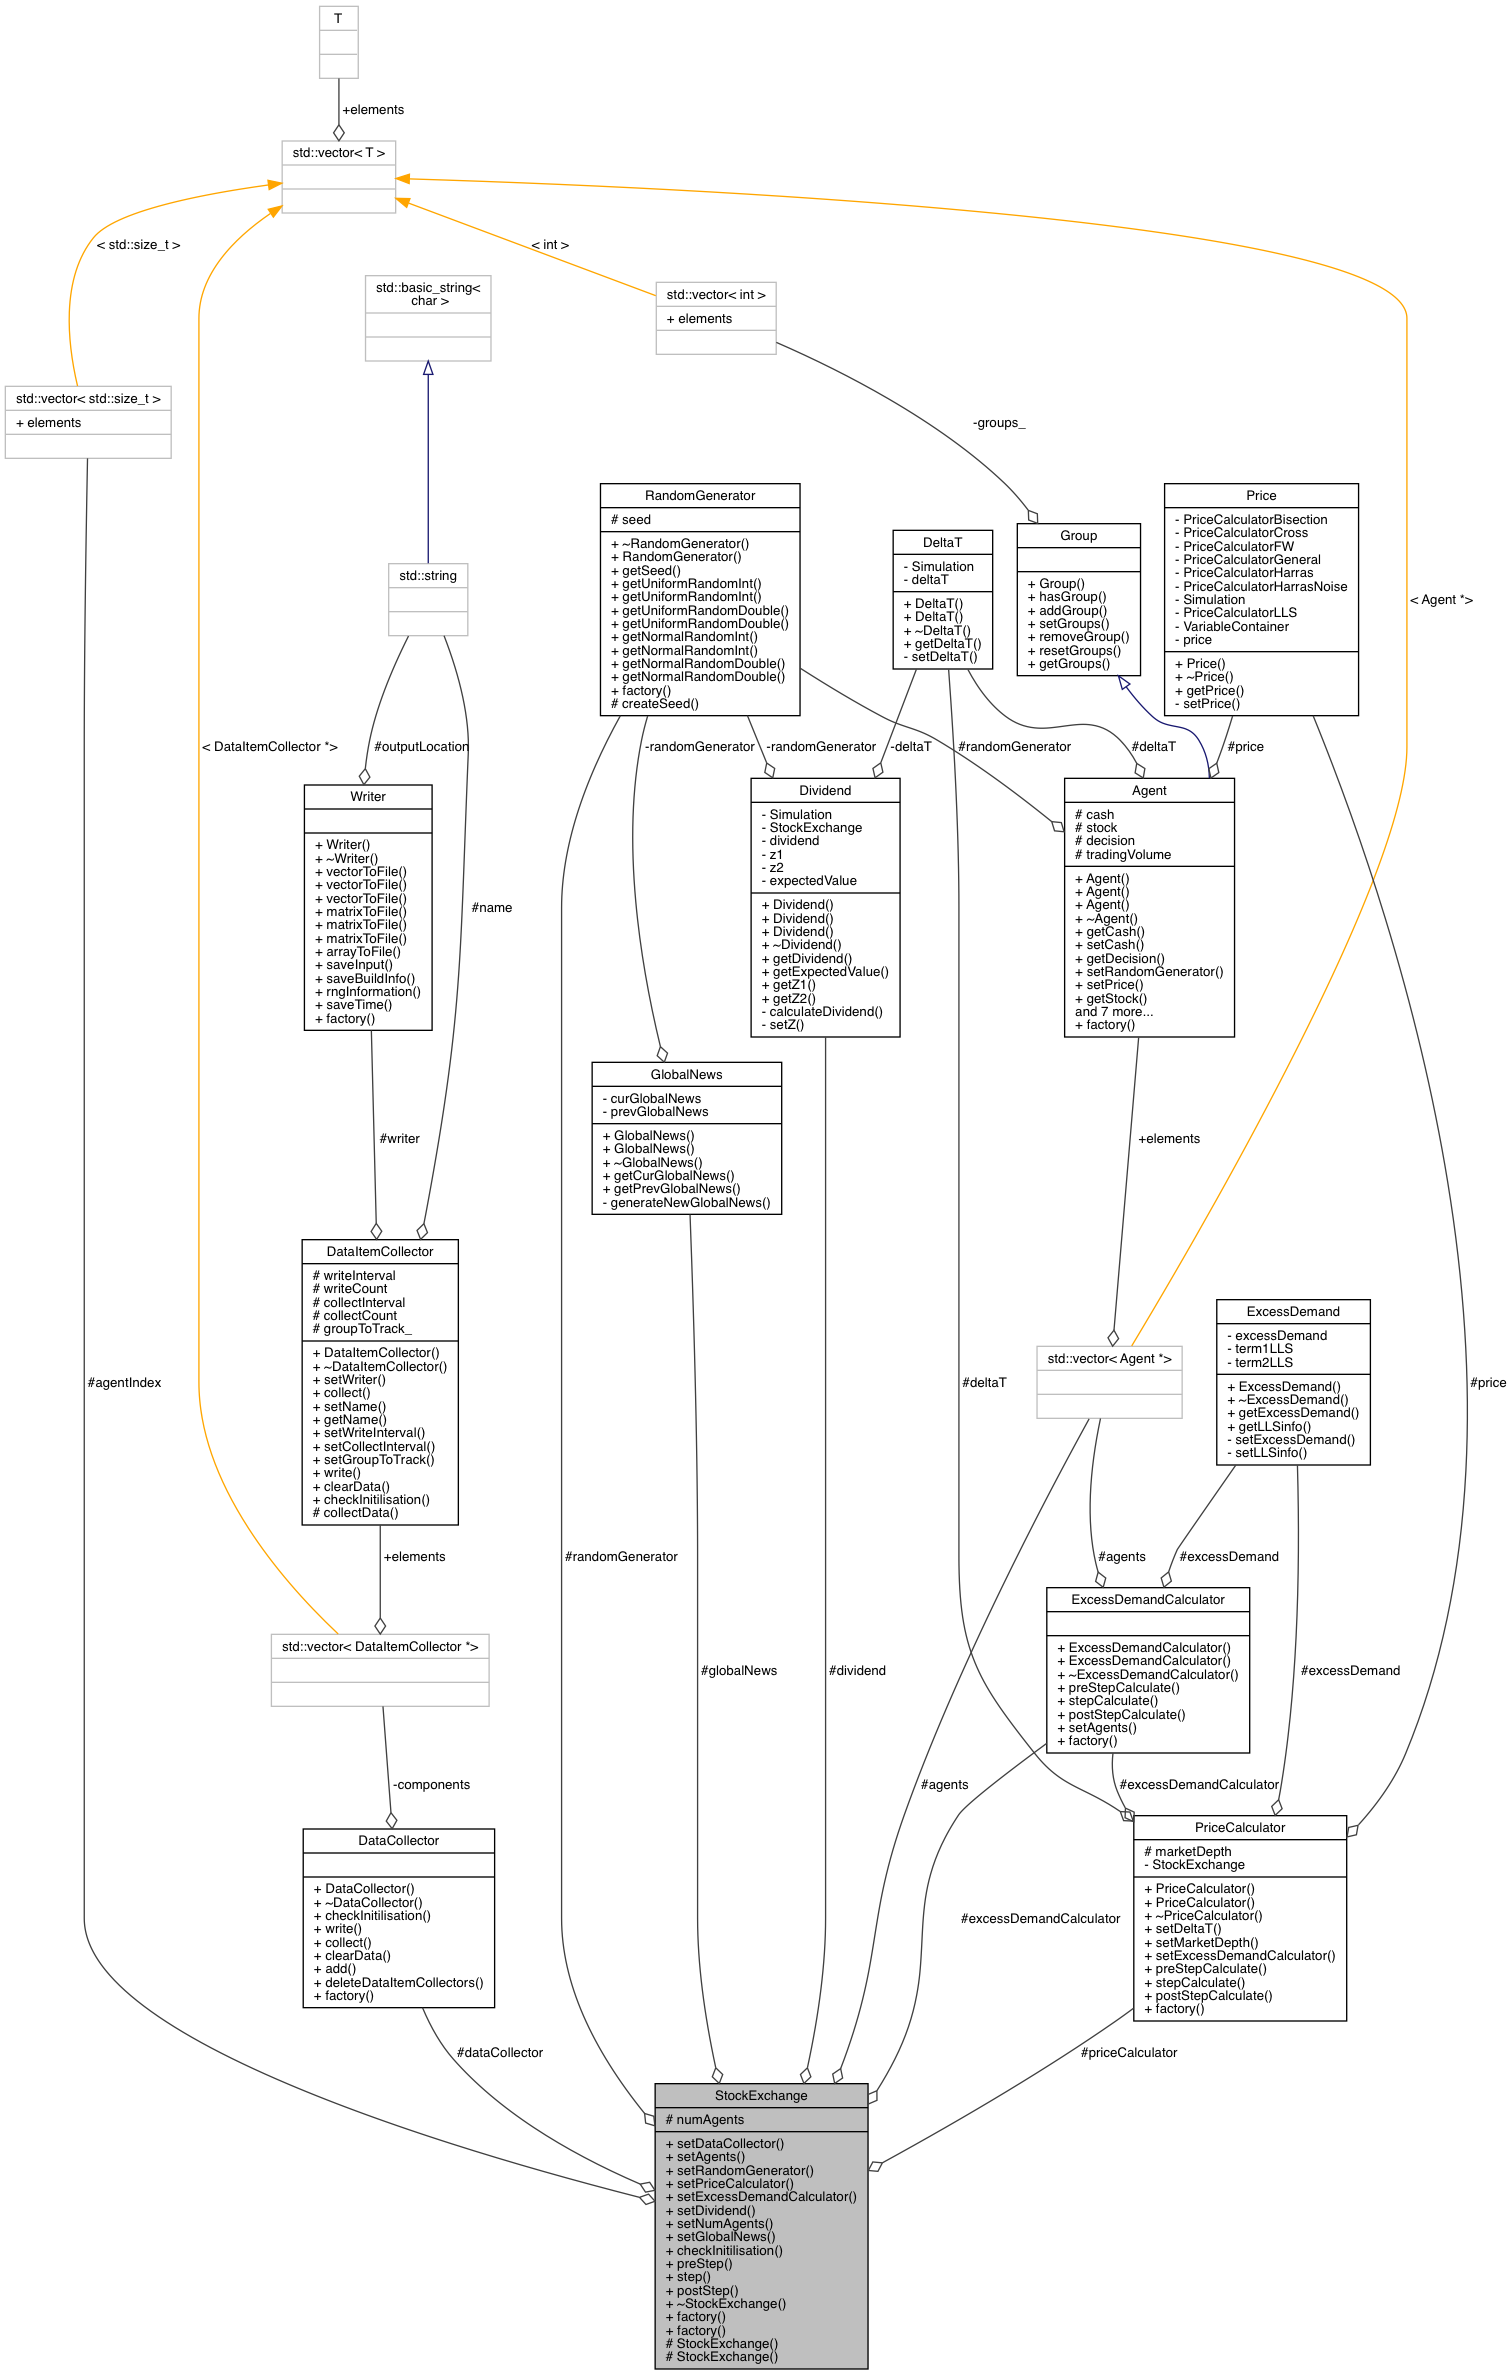 T
+elements
std::vector< T >
< std::size_t >
< int >
std::basic_string<
char >
std::vector< int >
+ elements
std::vector< std::size_t >
+ elements
-groups_
RandomGenerator
# seed
+ ~RandomGenerator()
+ RandomGenerator()
+ getSeed()
+ getUniformRandomInt()
+ getUniformRandomInt()
+ getUniformRandomDouble()
+ getUniformRandomDouble()
+ getNormalRandomInt()
+ getNormalRandomInt()
+ getNormalRandomDouble()
+ getNormalRandomDouble()
+ factory()
# createSeed()
DeltaT
- Simulation
- deltaT
+ DeltaT()
+ DeltaT()
+ ~DeltaT()
+ getDeltaT()
- setDeltaT()
Group
+ Group()
+ hasGroup()
+ addGroup()
+ setGroups()
+ removeGroup()
+ resetGroups()
+ getGroups()
Price
- PriceCalculatorBisection
- PriceCalculatorCross
- PriceCalculatorFW
- PriceCalculatorGeneral
- PriceCalculatorHarras
- PriceCalculatorHarrasNoise
- Simulation
- PriceCalculatorLLS
- VariableContainer
- price
+ Price()
+ ~Price()
+ getPrice()
- setPrice()
< Agent *>
std::string
< DataItemCollector *>
#outputLocation
-randomGenerator
-randomGenerator
-deltaT
#randomGenerator
#deltaT
#price
Writer
+ Writer()
+ ~Writer()
+ vectorToFile()
+ vectorToFile()
+ vectorToFile()
+ matrixToFile()
+ matrixToFile()
+ matrixToFile()
+ arrayToFile()
+ saveInput()
+ saveBuildInfo()
+ rngInformation()
+ saveTime()
+ factory()
#name
Dividend
- Simulation
- StockExchange
- dividend
- z1
- z2
- expectedValue
+ Dividend()
+ Dividend()
+ Dividend()
+ ~Dividend()
+ getDividend()
+ getExpectedValue()
+ getZ1()
+ getZ2()
- calculateDividend()
- setZ()
Agent
# cash
# stock
# decision
# tradingVolume
+ Agent()
+ Agent()
+ Agent()
+ ~Agent()
+ getCash()
+ setCash()
+ getDecision()
+ setRandomGenerator()
+ setPrice()
+ getStock()
and 7 more...
+ factory()
GlobalNews
- curGlobalNews
- prevGlobalNews
+ GlobalNews()
+ GlobalNews()
+ ~GlobalNews()
+ getCurGlobalNews()
+ getPrevGlobalNews()
- generateNewGlobalNews()
#writer
+elements
DataItemCollector
# writeInterval
# writeCount
# collectInterval
# collectCount
# groupToTrack_
+ DataItemCollector()
+ ~DataItemCollector()
+ setWriter()
+ collect()
+ setName()
+ getName()
+ setWriteInterval()
+ setCollectInterval()
+ setGroupToTrack()
+ write()
+ clearData()
+ checkInitilisation()
# collectData()
ExcessDemand
- excessDemand
- term1LLS
- term2LLS
+ ExcessDemand()
+ ~ExcessDemand()
+ getExcessDemand()
+ getLLSinfo()
- setExcessDemand()
- setLLSinfo()
std::vector< Agent *>
#agentIndex
#deltaT
#price
+elements
#randomGenerator
#agents
#excessDemand
ExcessDemandCalculator
+ ExcessDemandCalculator()
+ ExcessDemandCalculator()
+ ~ExcessDemandCalculator()
+ preStepCalculate()
+ stepCalculate()
+ postStepCalculate()
+ setAgents()
+ factory()
std::vector< DataItemCollector *>
#globalNews
#dividend
#excessDemand
-components
#agents
#excessDemandCalculator
DataCollector
+ DataCollector()
+ ~DataCollector()
+ checkInitilisation()
+ write()
+ collect()
+ clearData()
+ add()
+ deleteDataItemCollectors()
+ factory()
#excessDemandCalculator
PriceCalculator
# marketDepth
- StockExchange
+ PriceCalculator()
+ PriceCalculator()
+ ~PriceCalculator()
+ setDeltaT()
+ setMarketDepth()
+ setExcessDemandCalculator()
+ preStepCalculate()
+ stepCalculate()
+ postStepCalculate()
+ factory()
#dataCollector
#priceCalculator
StockExchange
# numAgents
+ setDataCollector()
+ setAgents()
+ setRandomGenerator()
+ setPriceCalculator()
+ setExcessDemandCalculator()
+ setDividend()
+ setNumAgents()
+ setGlobalNews()
+ checkInitilisation()
+ preStep()
+ step()
+ postStep()
+ ~StockExchange()
+ factory()
+ factory()
# StockExchange()
# StockExchange()